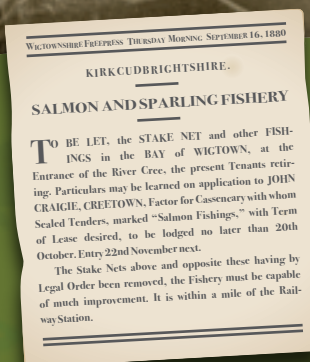 WIGTOWNSHIRE FREEPRESS THURSDAY MORNING SEPTEMBER 16, 1880
KIRKCUDBRIGHTSHIRE.
SALMON AND SPARLING FISHERY
TO BE LET, the STAKE NET and other FISH-
INGS in the BAY of WIGTOWN, at the
Entrance of the River Cree, the present Tenants retir-
ing. Particulars may be learned on application to JOHN
CRAIGIE, CREETOWN, Factor for Cassencary with whom
Sealed Tenders, marked "Salmon Fishings," with Term
of Lease desired, to be lodged no later than 20th
October. Entry 22nd November next.
The Stake Nets above and opposite these having by
Legal Order been removed, the Fishery must be capable
of much improvement. It is within a mile of the Rail-
way Station.